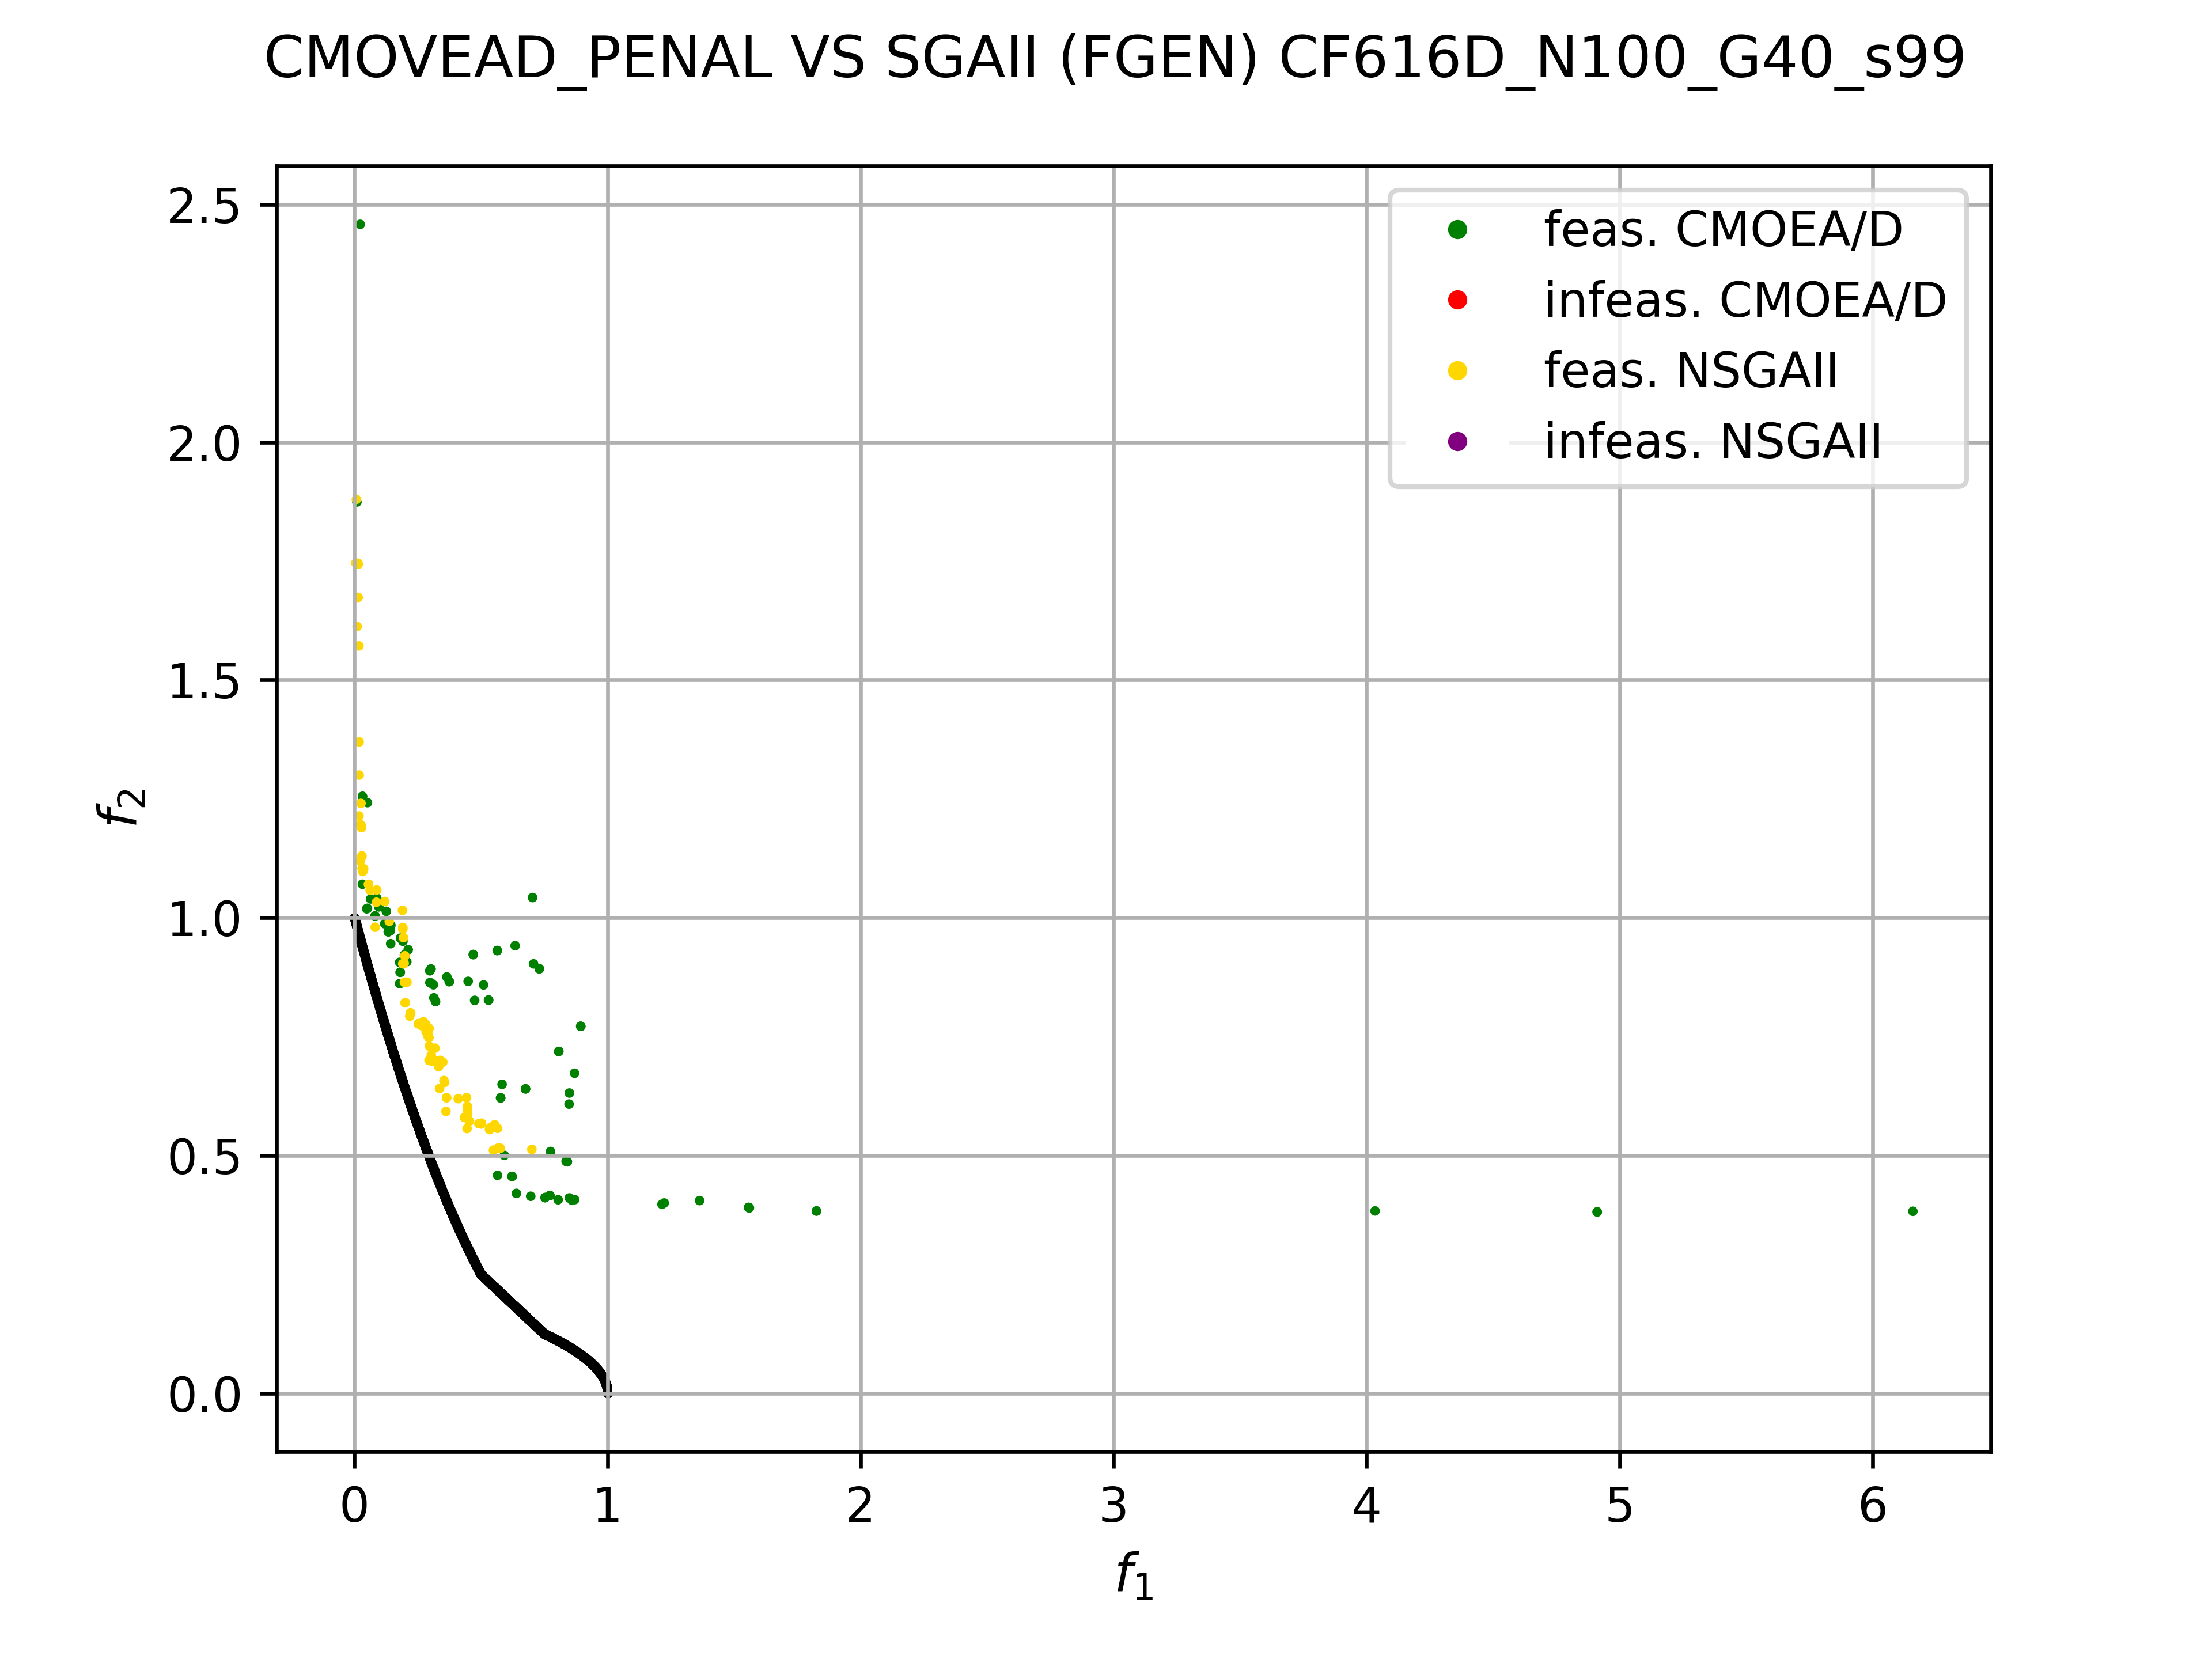 CMOVEAD_PENAL VS SGAII (FGEN) CF616D_N100_G40_s99
feas. CMOEA/D
infeas. CMOEA/D
feas. NSGAII
infeas. NSGAII
2.5
2.0
1.5
1.0
0.5
0.0
f2
0 1 2 3 4 5 6
f1